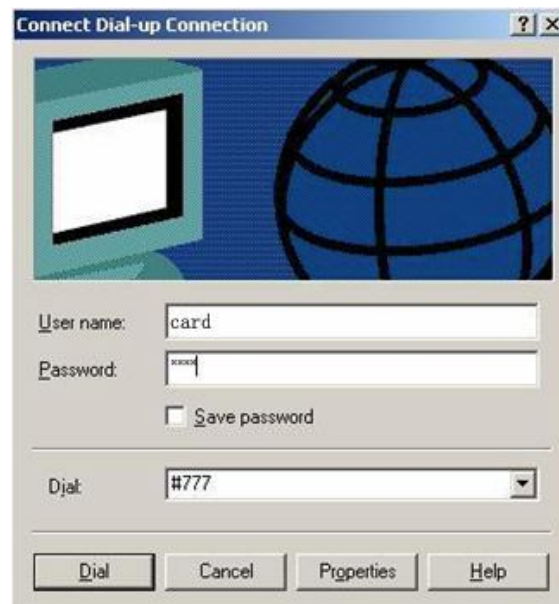 Connect Dial-up Connection ? X
User name: card
Password: ****
Save password
Dial: #777
Dial Cancel Properties Help